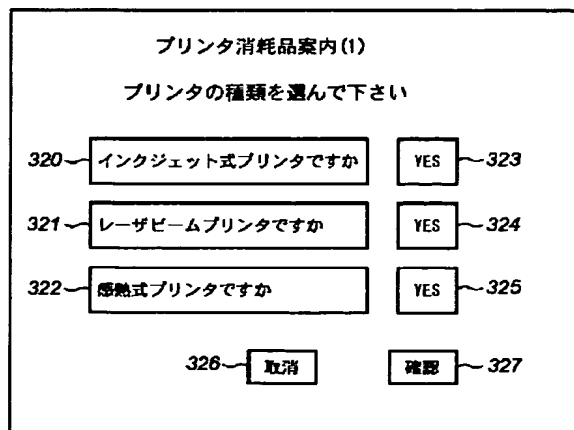 プリンタ消耗品案内(1)
プリンタの種類を選んで下さい
320 インクジェット式プリンタですか YES 323
321 レーザビームプリンタですか YES 324
322 感熱式プリンタですか YES 325
326 取消 確認 327